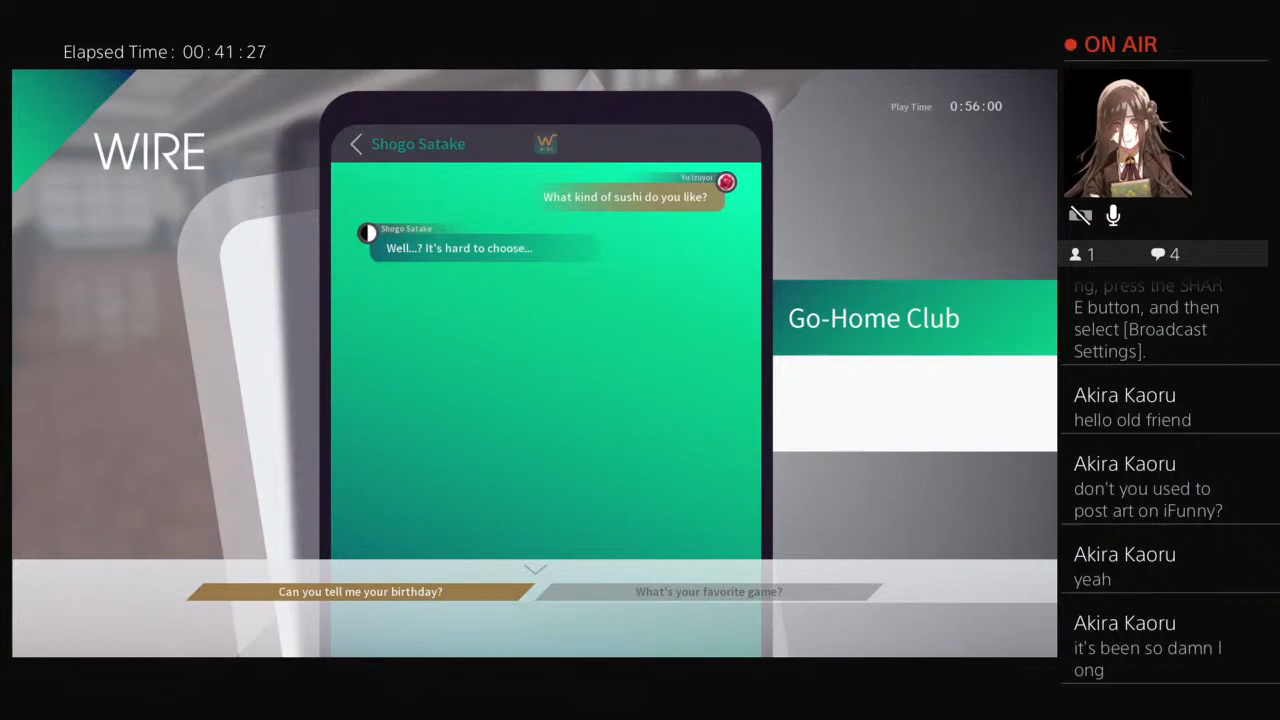 Elapsed Time: 00:41:27
ON AIR
WIRE
Play Time 0:56:00
Shogo Satake
W
WIRE
Yu Izuyoi
What kind of sushi do you like?
Shogo Satake
Well...? It's hard to choose...
Go-Home Club
Can you tell me your birthday?
What's your favorite game?
1
4
ng, press the SHAR
E button, and then
select [Broadcast
Settings].
Akira Kaoru
hello old friend
Akira Kaoru
don't you used to
post art on iFunny?
Akira Kaoru
yeah
Akira Kaoru
it's been so damn l
ong